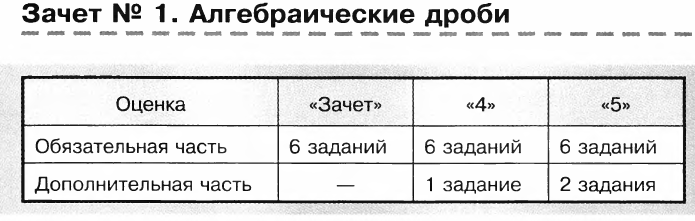 Зачет № 1. Алгебраические дроби
Оценка «Зачет» «4» «5»
Обязательная часть 6 заданий 6 заданий 6 заданий
Дополнительная часть — 1 задание 2 задания